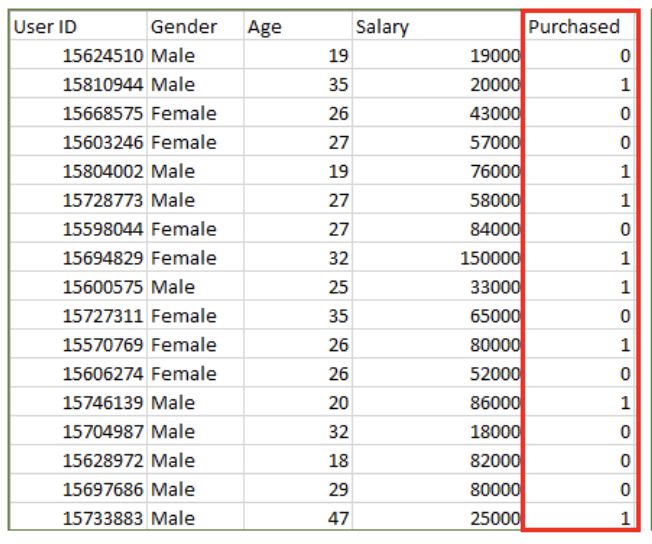 User ID Gender Age Salary Purchased
15624510 Male 19 19000 0
15810944 Male 35 20000 1
15668575 Female 26 43000 0
15603246 Female 27 57000 0
15804002 Male 19 76000 1
15728773 Male 27 58000 1
15598044 Female 27 84000 0
15694829 Female 32 150000 1
15600575 Male 25 33000 1
15727311 Female 35 65000 0
15570769 Female 26 80000 1
15606274 Female 26 52000 0
15746139 Male 20 86000 1
15704987 Male 32 18000 0
15628972 Male 18 82000 0
15697686 Male 29 80000 0
15733883 Male 47 25000 1